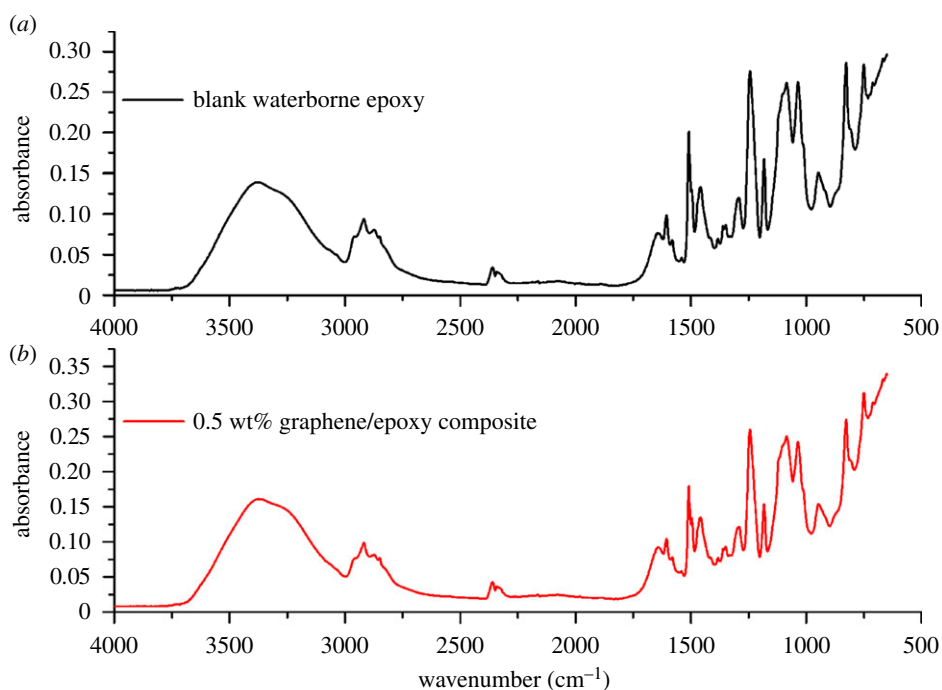 (a)
0.30
0.25
0.20
0.15
0.10
0.05
0
absorbance
blank waterborne epoxy
4000 3500 3000 2500 2000 1500 1000 500
(b)
0.35
0.30
0.25
0.20
0.15
0.10
0.05
0
absorbance
0.5 wt% graphene/epoxy composite
4000 3500 3000 2500 2000 1500 1000 500
wavenumber (cm⁻¹)